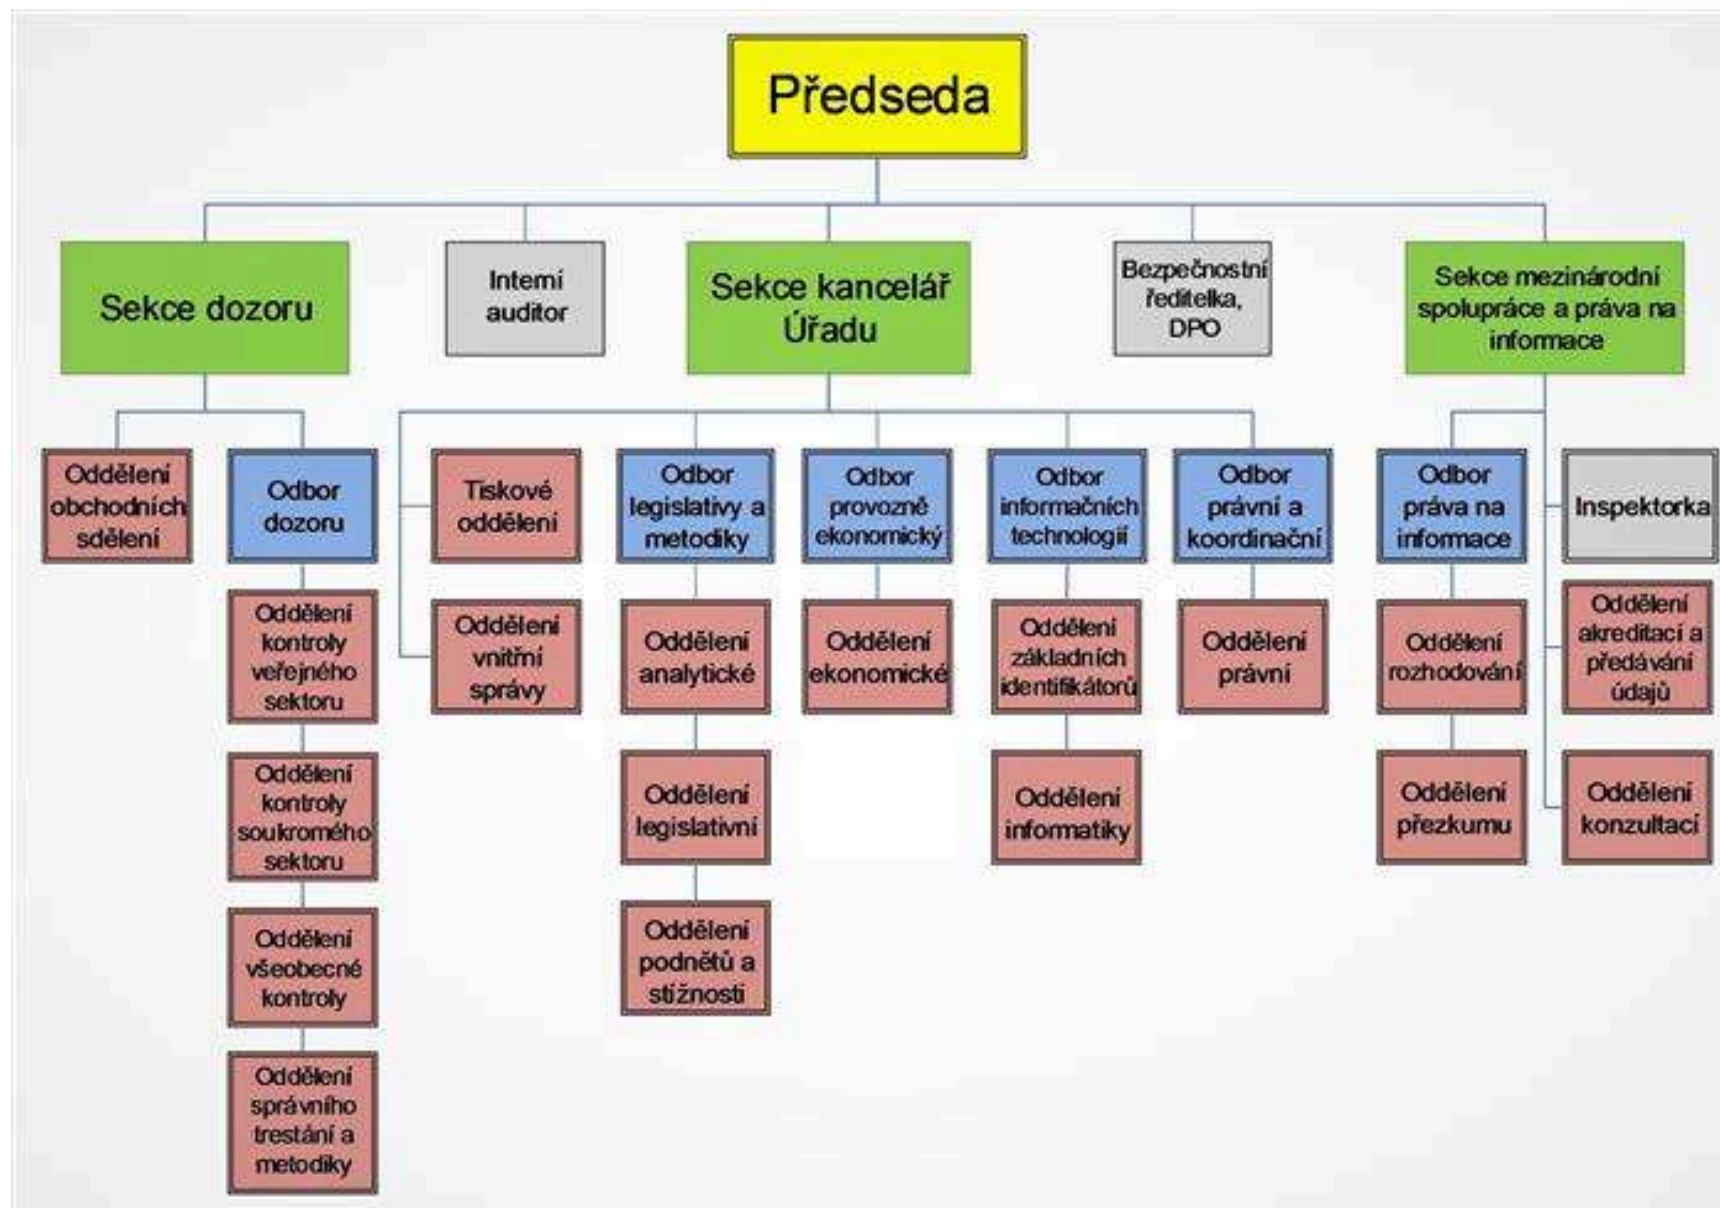 Předseda
Sekce dozoru
Interní
auditor
Sekce kancelář
Úřadu
Bezpečnostní
ředitelka,
DPO
Sekce mezinárodní
spolupráce a práva na
informace
Oddělení
obchodních
sdělení
Odbor
dozoru
Tiskové
oddělení
Odbor
legislativy a
metodiky
Odbor
provozně
ekonomický
Odbor
informačních
technologií
Odbor
právní a
koordinační
Odbor
práva na
informace
Inspektorka
Oddělení
kontroly
veřejného
sektoru
Oddělení
vnitřní
správy
Oddělení
analytické
Oddělení
ekonomické
Oddělení
základních
identifikátorů
Oddělení
právní
Oddělení
rozhodování
Oddělení
akreditací a
předávání
údajů
Oddělení
kontroly
soukromého
sektoru
Oddělení
legislativní
Oddělení
informatiky
Oddělení
přezkumu
Oddělení
konzultací
Oddělení
všeobecné
kontroly
Oddělení
podnětů a
stížností
Oddělení
správního
trestání a
metodiky